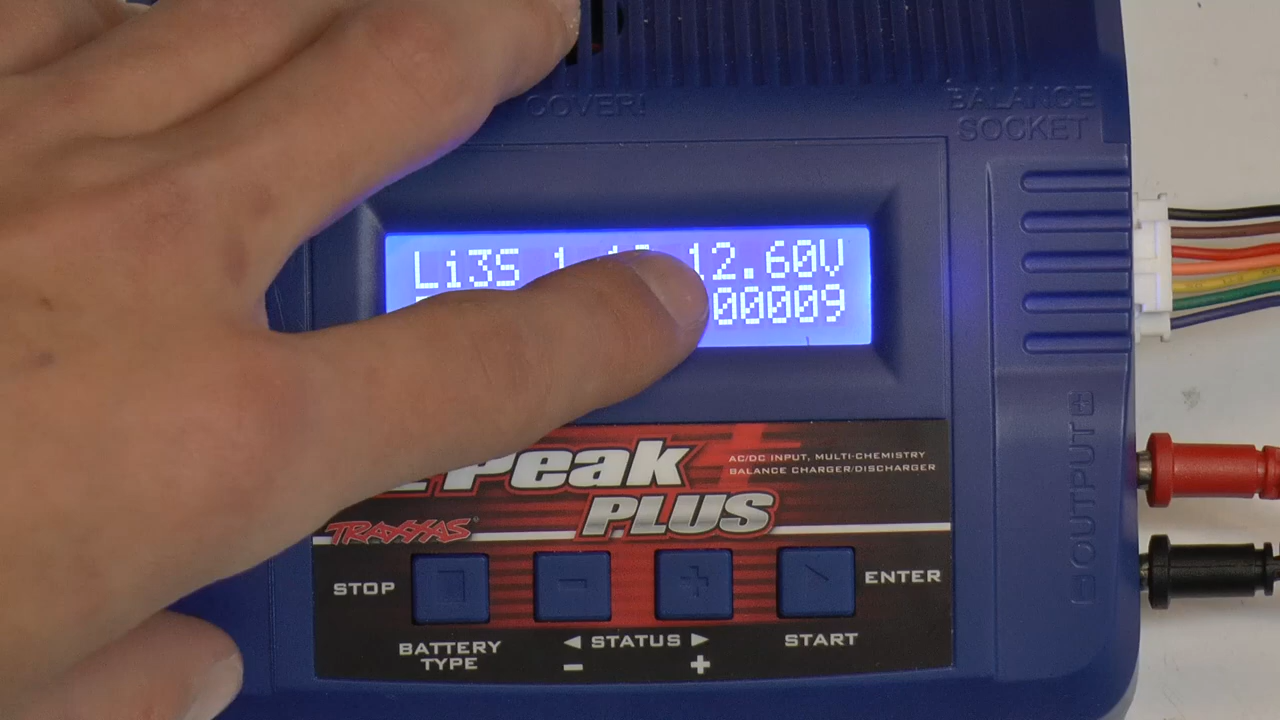 COVER!
BALANCE
SOCKET
Li3S 12.60V
00009
Peak
PLUS
AC/DC INPUT, MULTI-CHEMISTRY
BALANCE CHARGER/DISCHARGER
TRAXXAS
STOP
ENTER
BATTERY
TYPE
◄ STATUS ►
− +
START
− OUTPUT +